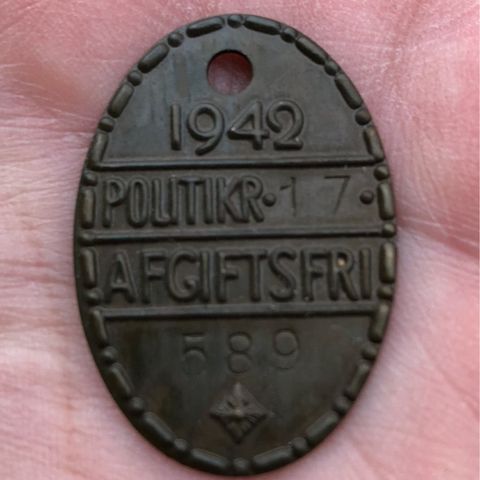 1942
POLITIKR·17·
AFGIFTSFRI
589